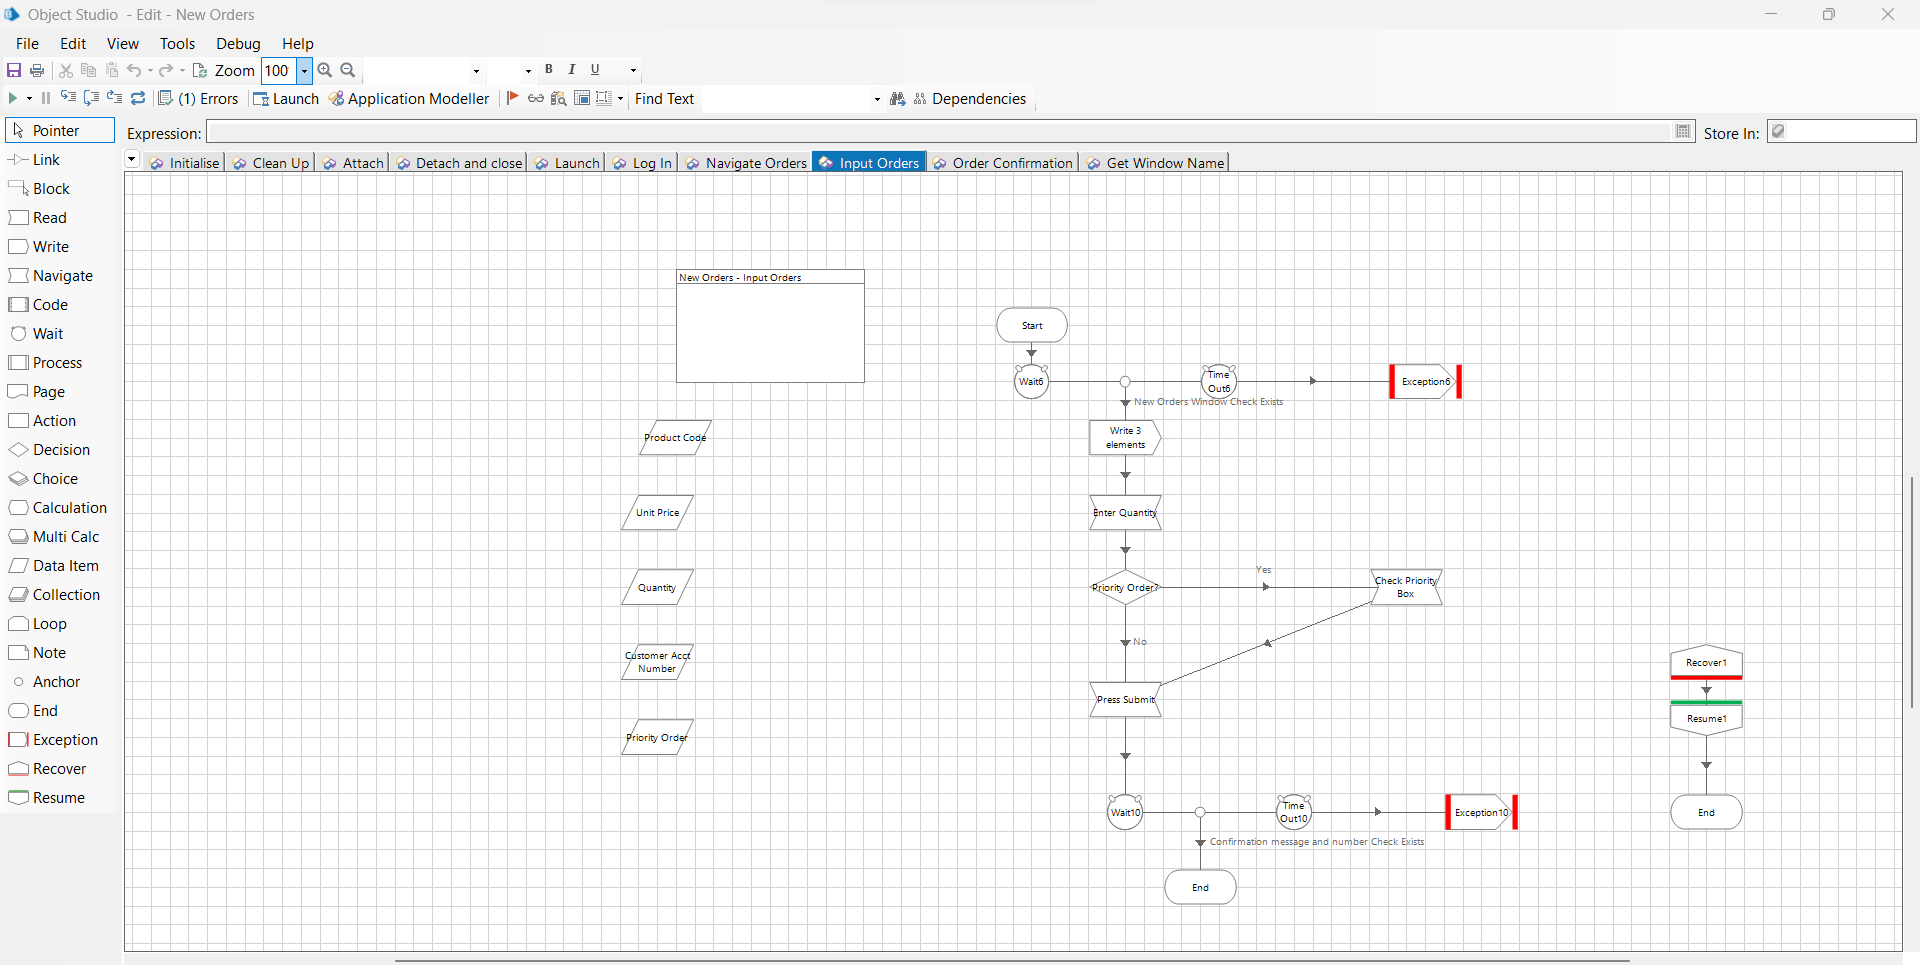 Object Studio - Edit - New Orders
File Edit View Tools Debug Help
Zoom 100 B I U
(1) Errors Launch Application Modeller Find Text Dependencies
Pointer
Link
Block
Read
Write
Navigate
Code
Wait
Process
Page
Action
Decision
Choice
Calculation
Multi Calc
Data Item
Collection
Loop
Note
Anchor
End
Exception
Recover
Resume
Expression: Store In:
Initialise Clean Up Attach Detach and close Launch Log In Navigate Orders Input Orders Order Confirmation Get Window Name
New Orders - Input Orders
Product Code
Unit Price
Quantity
Customer Acct
Number
Priority Order
Start
Wait6
Time
Out6
Exception6
New Orders Window Check Exists
Write 3
elements
Enter Quantity
Priority Order?
Yes
Check Priority
Box
No
Press Submit
Wait10
Time
Out10
Exception10
Confirmation message and number Check Exists
End
Recover1
Resume1
End